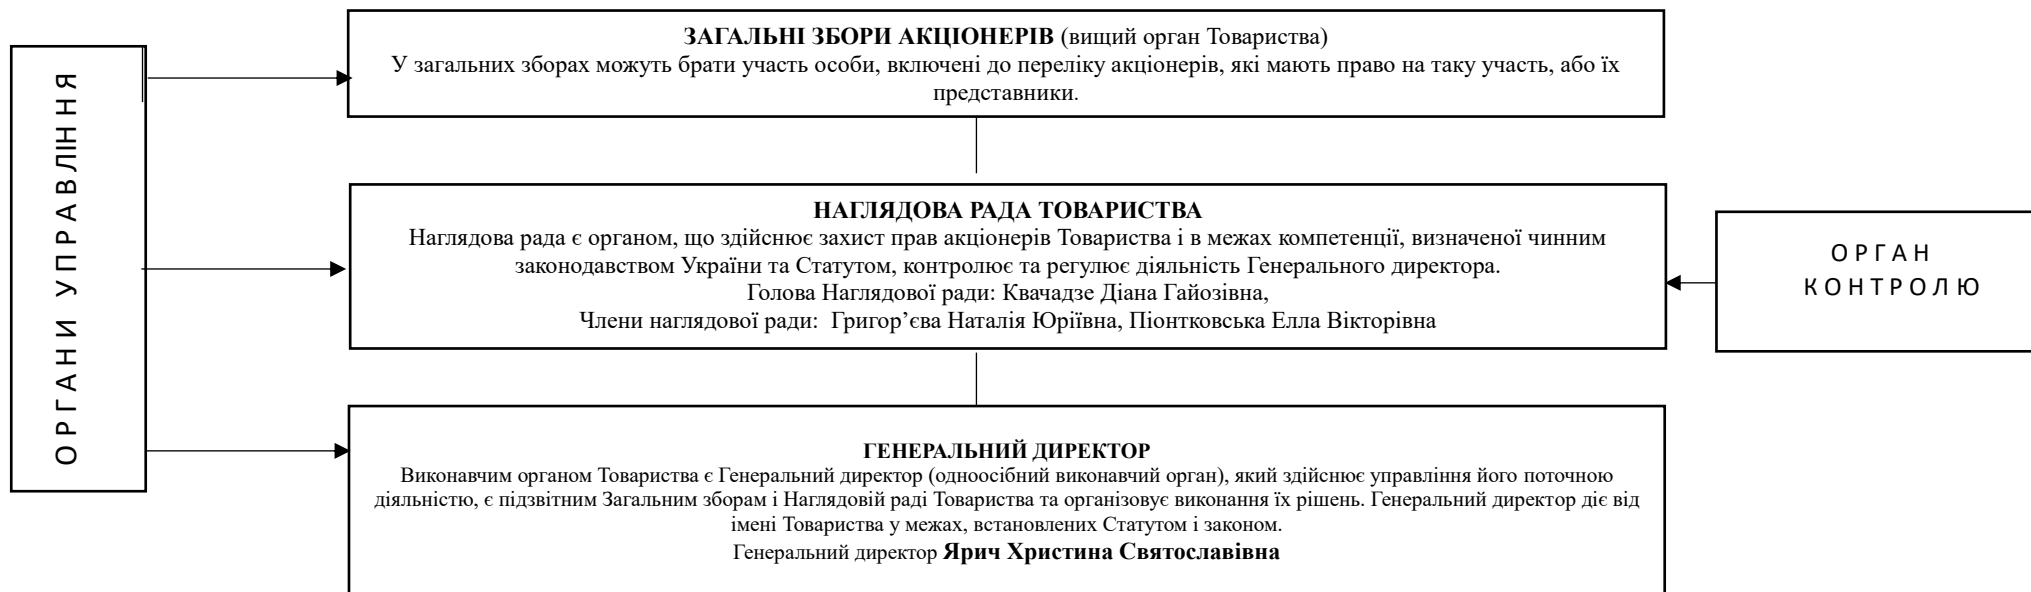 ОРГАНИ УПРАВЛІННЯ
ЗАГАЛЬНІ ЗБОРИ АКЦІОНЕРІВ (вищий орган Товариства)
У загальних зборах можуть брати участь особи, включені до переліку акціонерів, які мають право на таку участь, або їх
представники.
НАГЛЯДОВА РАДА ТОВАРИСТВА
Наглядова рада є органом, що здійснює захист прав акціонерів Товариства і в межах компетенції, визначеної чинним
законодавством України та Статутом, контролює та регулює діяльність Генерального директора.
Голова Наглядової ради: Квачадзе Діана Гайозівна,
Члени наглядової ради: Григор’єва Наталія Юріївна, Піонтковська Елла Вікторівна
ОРГАН
КОНТРОЛЮ
ГЕНЕРАЛЬНИЙ ДИРЕКТОР
Виконавчим органом Товариства є Генеральний директор (одноосібний виконавчий орган), який здійснює управління його поточною
діяльністю, є підзвітним Загальним зборам і Наглядовій раді Товариства та організовує виконання їх рішень. Генеральний директор діє від
імені Товариства у межах, встановлених Статутом і законом.
Генеральний директор Ярич Христина Святославівна